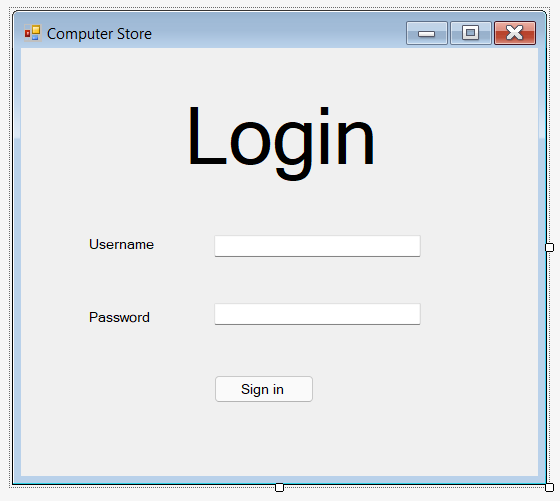 Computer Store
Login
Username
Password
Sign in